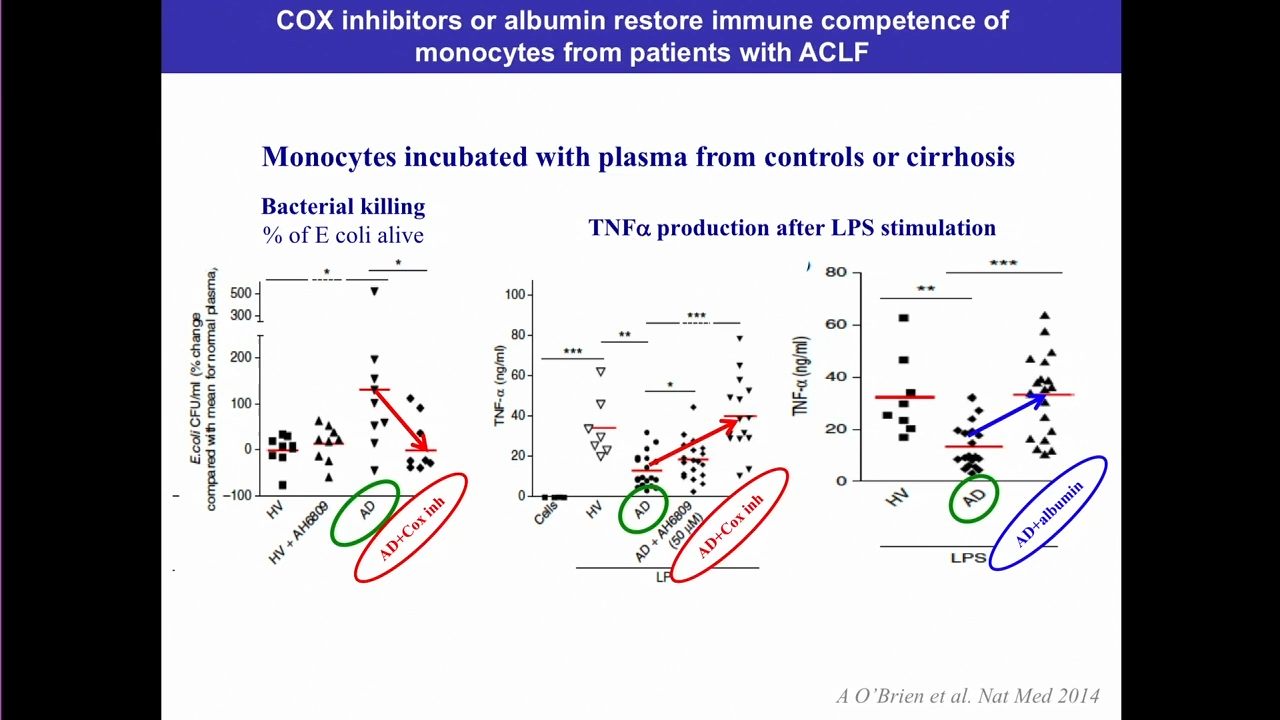 COX inhibitors or albumin restore immune competence of
monocytes from patients with ACLF
Monocytes incubated with plasma from controls or cirrhosis
Bacterial killing
% of E coli alive
TNFα production after LPS stimulation
E.coli CFU/ml (% change
compared with mean for normal plasma,
500
300
200
100
0
−100
*
*
HV
HV + AH6809
AD
AD+Cox inh
TNF-α (ng/ml)
100
80
60
40
20
0
***
**
***
*
Cells
HV
AD
AD + AH6809
(50 µM)
AD+Cox inh
LP
TNF-α (ng/ml)
80
60
40
20
0
**
***
HV
AD
AD+albumin
LPS
A O’Brien et al. Nat Med 2014